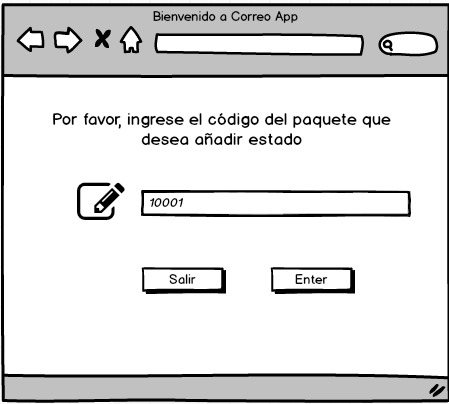 Bienvenido a Correo App
Por favor, ingrese el código del paquete que
desea añadir estado
10001
Salir
Enter